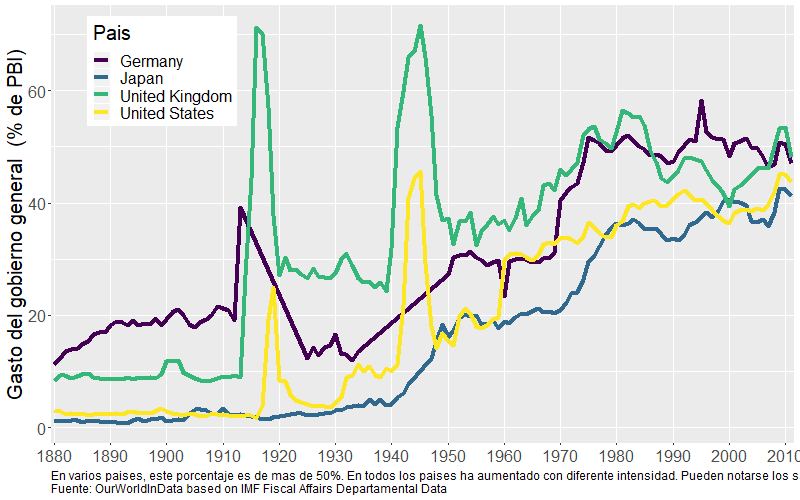 Pais
Germany
Japan
United Kingdom
United States
Gasto del gobierno general (% de PBI)
60
40
20
0
1880 1890 1900 1910 1920 1930 1940 1950 1960 1970 1980 1990 2000 2010
En varios paises, este porcentaje es de mas de 50%. En todos los paises ha aumentado con diferente intensidad. Pueden notarse los s
Fuente: OurWorldInData based on IMF Fiscal Affairs Departamental Data